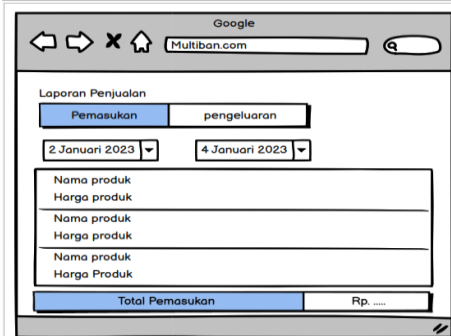 Google
Multiban.com
Laporan Penjualan
Pemasukan pengeluaran
2 Januari 2023 4 Januari 2023
Nama produk
Harga produk
Nama produk
Harga produk
Nama produk
Harga Produk
Total Pemasukan Rp. .....